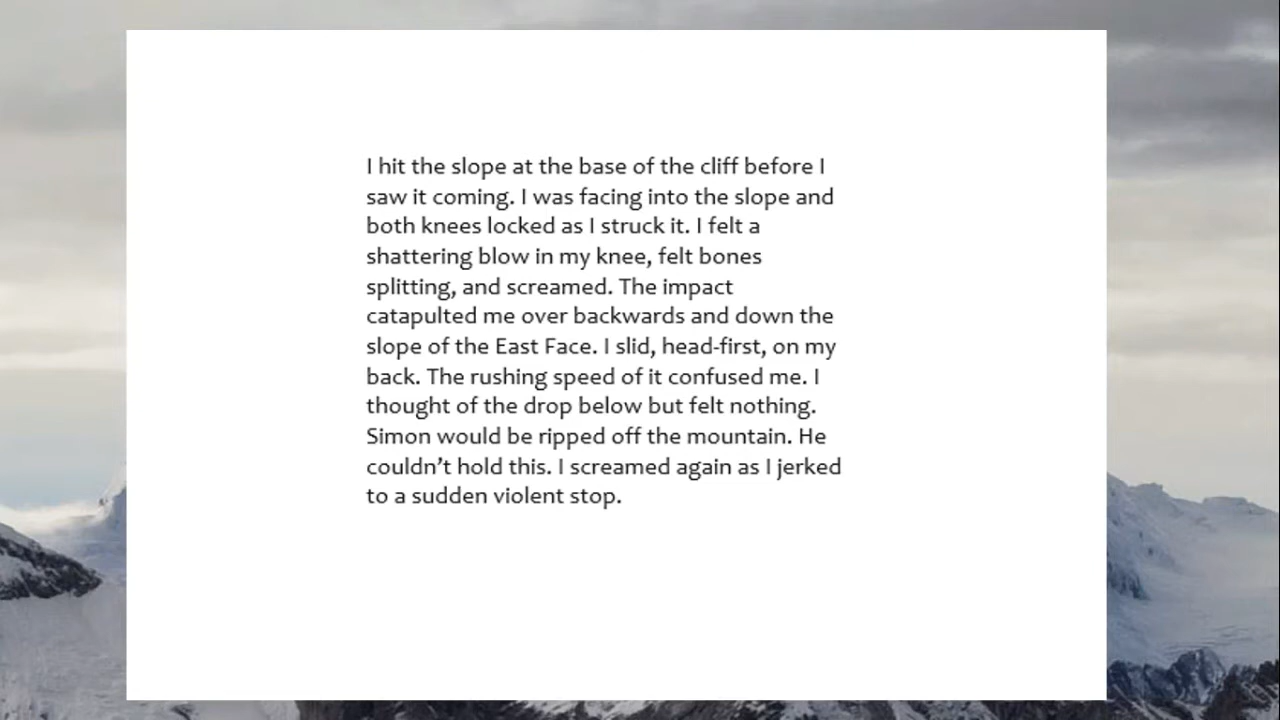 I hit the slope at the base of the cliff before I
saw it coming. I was facing into the slope and
both knees locked as I struck it. I felt a
shattering blow in my knee, felt bones
splitting, and screamed. The impact
catapulted me over backwards and down the
slope of the East Face. I slid, head-first, on my
back. The rushing speed of it confused me. I
thought of the drop below but felt nothing.
Simon would be ripped off the mountain. He
couldn’t hold this. I screamed again as I jerked
to a sudden violent stop.